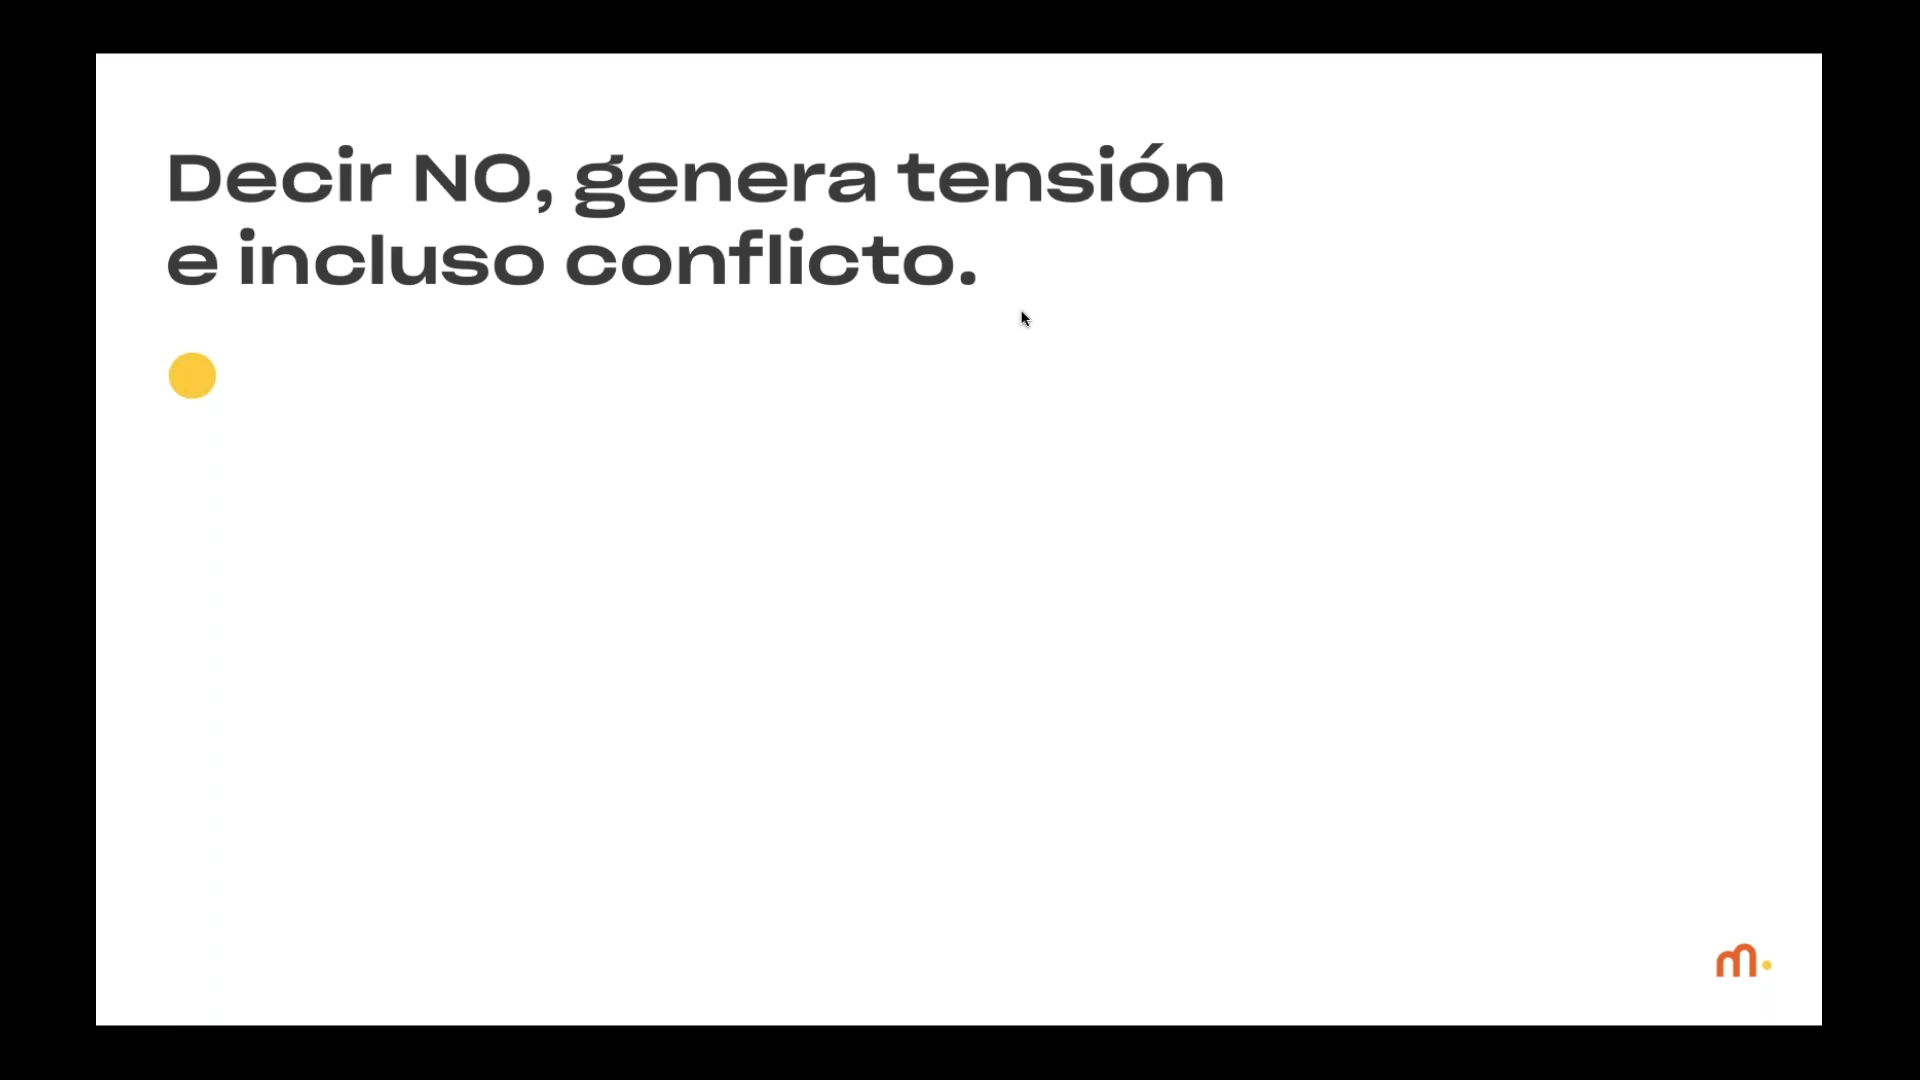 Decir NO, genera tensión
e incluso conflicto.
m.